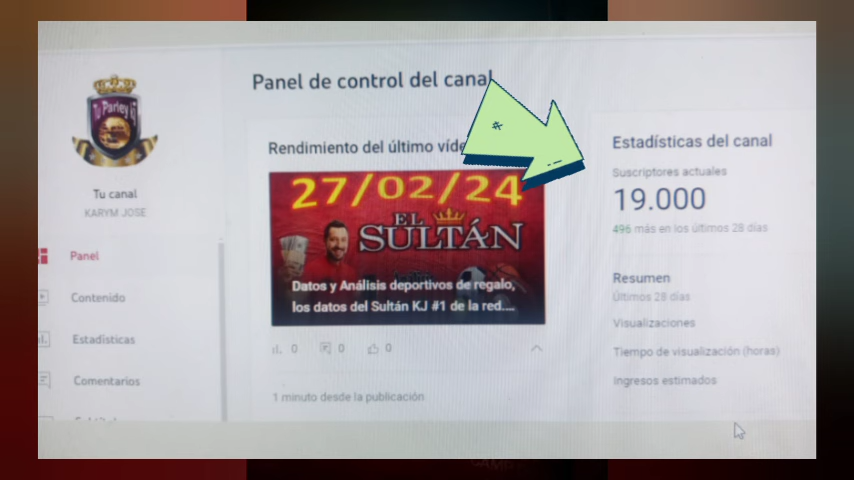 Tu Parley kj
Tu canal
KARYM JOSE
Panel
Contenido
Estadísticas
Comentarios
Panel de control del canal
Rendimiento del último
27/02/24
EL
SULTÁN
Datos y Análisis deportivos de regalo,
los datos del Sultán KJ #1 de la red....
0 0 0
1 minuto desde la publicación
Estadísticas del canal
Suscriptores actuales
19.000
496 más en los últimos 28 días
Resumen
Últimos 28 días
Visualizaciones
Tiempo de visualización (horas)
Ingresos estimados